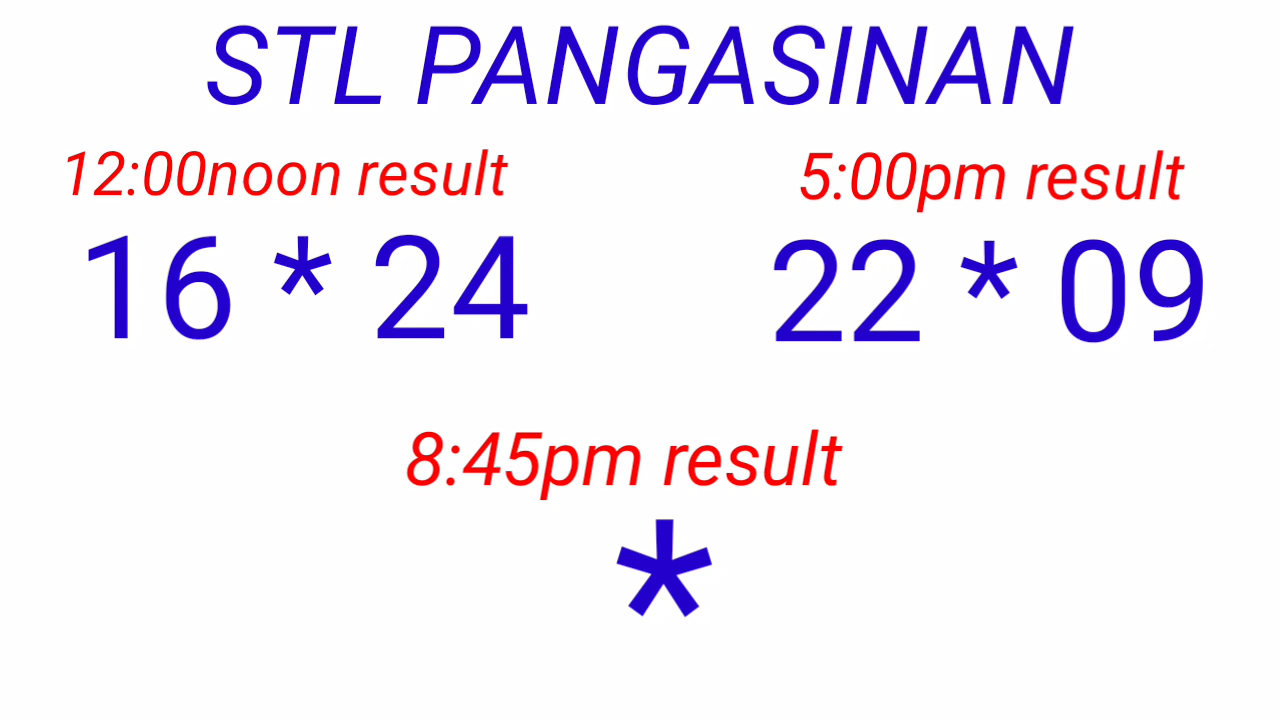 STL PANGASINAN
12:00noon result
16 * 24
5:00pm result
22 * 09
8:45pm result
*